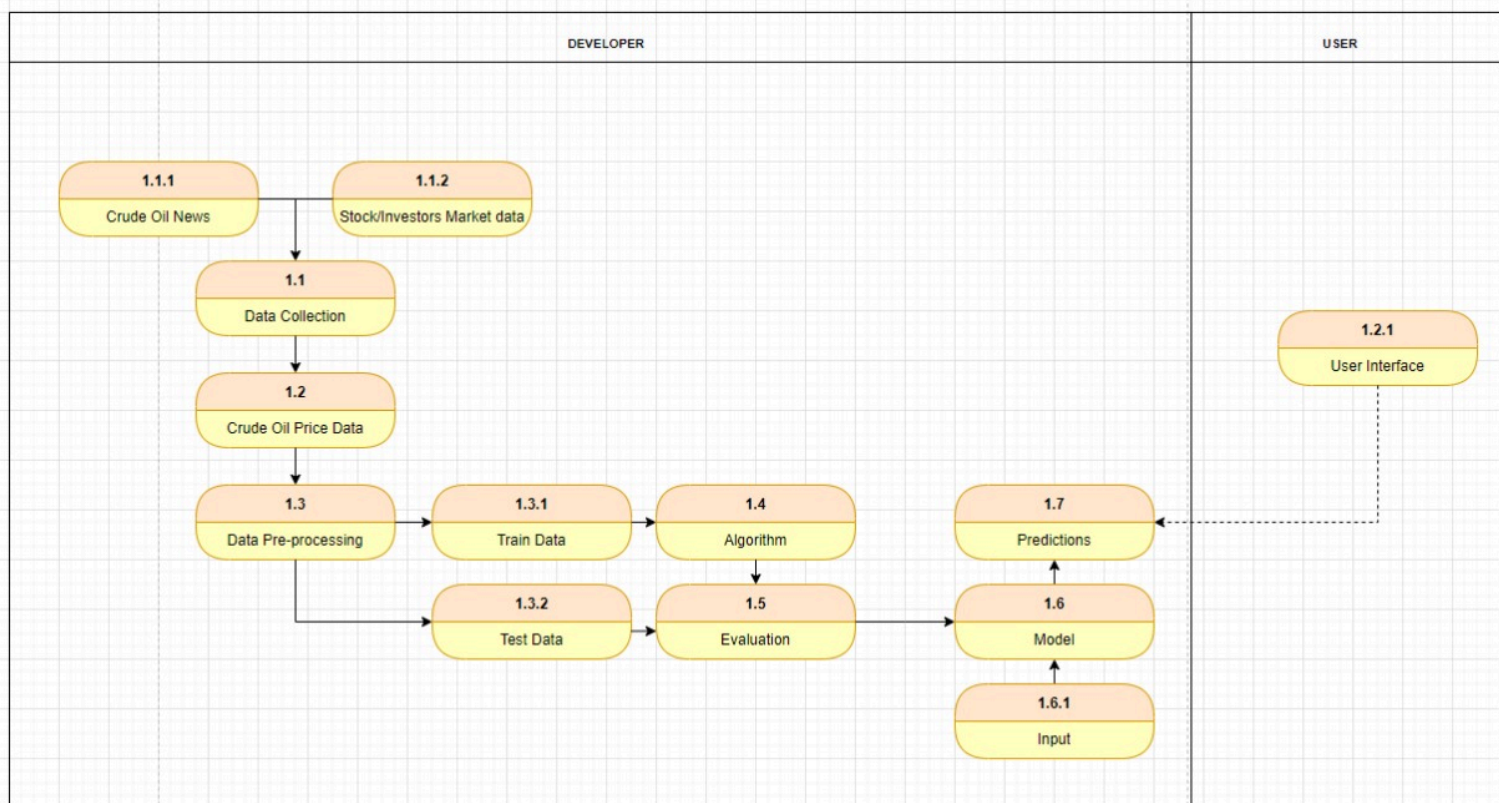 DEVELOPER
USER
1.1.1
Crude Oil News
1.1.2
Stock/Investors Market data
1.1
Data Collection
1.2.1
User Interface
1.2
Crude Oil Price Data
1.3
Data Pre-processing
1.3.1
Train Data
1.4
Algorithm
1.7
Predictions
1.3.2
Test Data
1.5
Evaluation
1.6
Model
1.6.1
Input